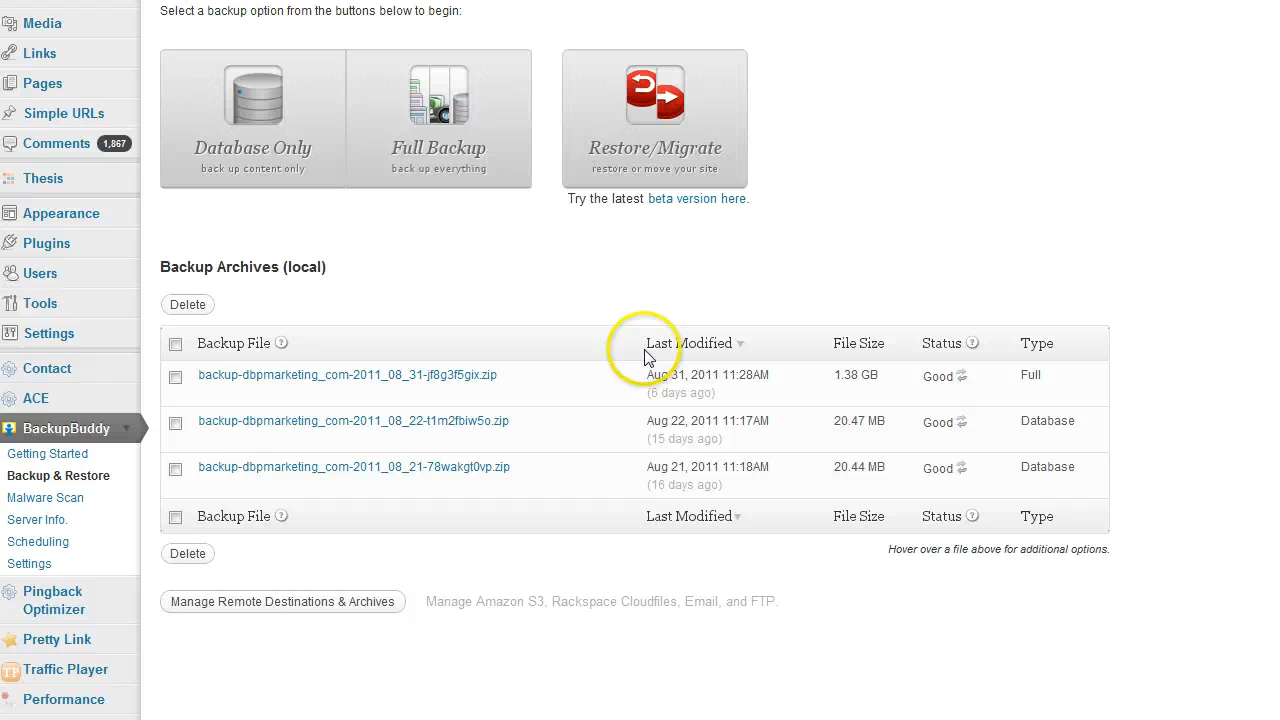 Select a backup option from the buttons below to begin:
Media
Links
Pages
Simple URLs
Comments 1,867
Thesis
Appearance
Plugins
Users
Tools
Settings
Contact
ACE
BackupBuddy
Getting Started
Backup & Restore
Malware Scan
Server Info.
Scheduling
Settings
Pingback
Optimizer
Pretty Link
TP Traffic Player
Performance
Database Only
back up content only
Full Backup
back up everything
Restore/Migrate
restore or move your site
Try the latest beta version here.
Backup Archives (local)
Delete
Backup File ? Last Modified File Size Status ? Type
backup-dbpmarketing_com-2011_08_31-jf8g3f5gix.zip Aug 31, 2011 11:28AM 1.38 GB Good Full
(6 days ago)
backup-dbpmarketing_com-2011_08_22-t1m2fbiw5o.zip Aug 22, 2011 11:17AM 20.47 MB Good Database
(15 days ago)
backup-dbpmarketing_com-2011_08_21-78wakgt0vp.zip Aug 21, 2011 11:18AM 20.44 MB Good Database
(16 days ago)
Backup File ? Last Modified File Size Status ? Type
Delete
Hover over a file above for additional options.
Manage Remote Destinations & Archives Manage Amazon S3, Rackspace Cloudfiles, Email, and FTP.